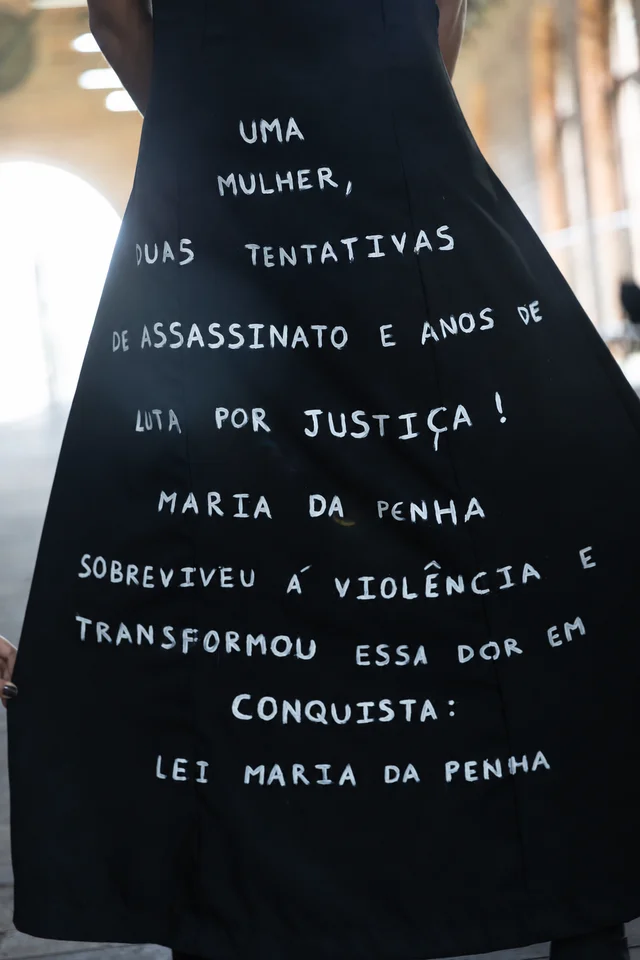 UMA
MULHER,
DUAS TENTATIVAS
DE ASSASSINATO E ANOS DE
LUTA POR JUSTIÇA !
MARIA DA PENHA
SOBREVIVEU Á VIOLÊNCIA E
TRANSFORMOU ESSA DOR EM
CONQUISTA:
LEI MARIA DA PENHA